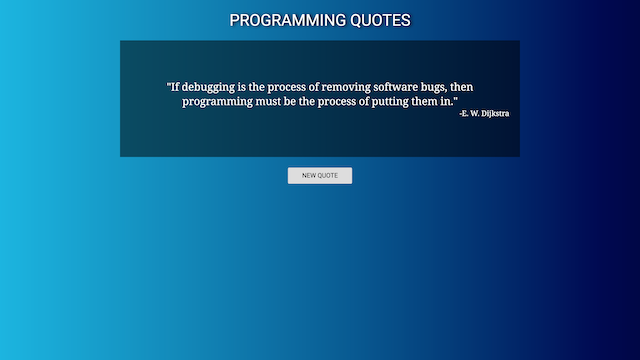 PROGRAMMING QUOTES
"If debugging is the process of removing software bugs, then
programming must be the process of putting them in."
-E. W. Dijkstra
NEW QUOTE